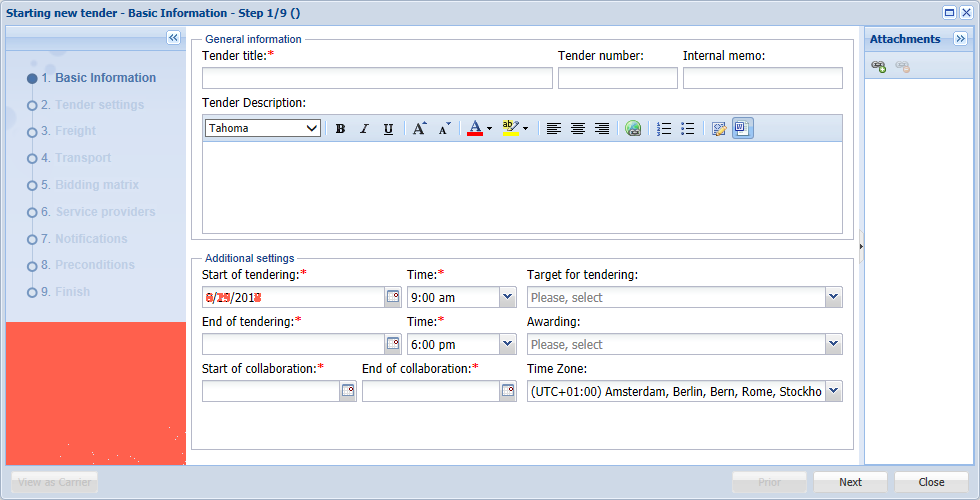 Starting new tender - Basic Information - Step 1/9 ()
1. Basic Information
2. Tender settings
3. Freight
4. Transport
5. Bidding matrix
6. Service providers
7. Notifications
8. Preconditions
9. Finish
General information
Tender title:* Tender number: Internal memo:
Tender Description:
Tahoma B I U A A A ab
Additional settings
Start of tendering:* Time:* Target for tendering:
9:00 am Please, select
End of tendering:* Time:* Awarding:
6:00 pm Please, select
Start of collaboration:* End of collaboration:* Time Zone:
(UTC+01:00) Amsterdam, Berlin, Bern, Rome, Stockho
Attachments
View as Carrier Prior Next Close